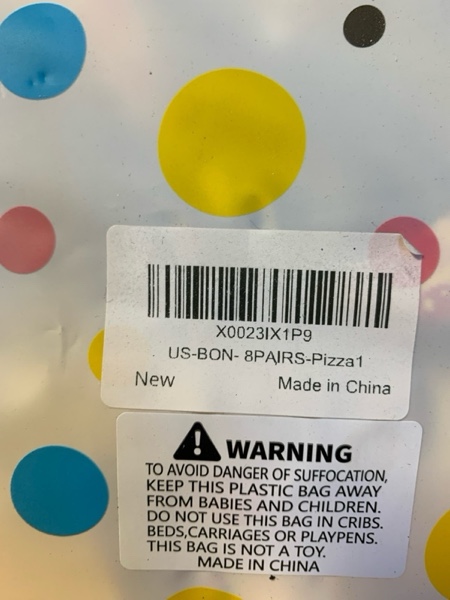 X0023IX1P9
US-BON- 8PAIRS-Pizza1
New Made in China
WARNING
TO AVOID DANGER OF SUFFOCATION,
KEEP THIS PLASTIC BAG AWAY
FROM BABIES AND CHILDREN.
DO NOT USE THIS BAG IN CRIBS.
BEDS,CARRIAGES OR PLAYPENS.
THIS BAG IS NOT A TOY.
MADE IN CHINA